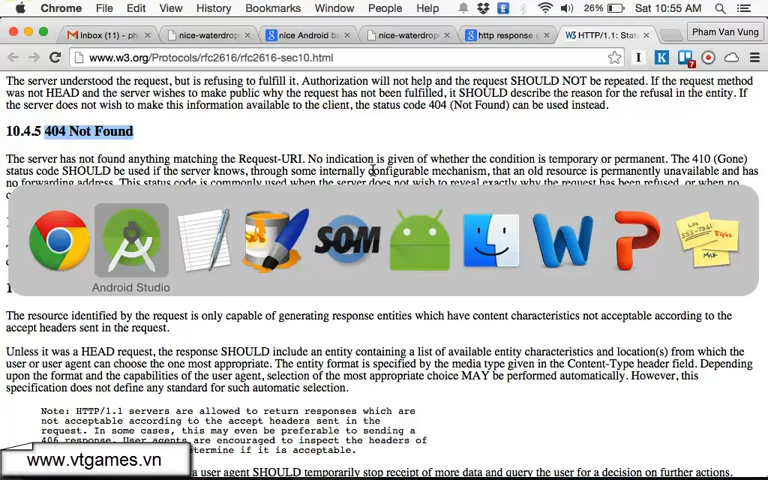 Chrome File Edit View History Bookmarks Window People Help 26% Sat 10:55 AM
Inbox (1) - ph nice-waterdrop nice Android b nice-waterdrop http response c HTTP/1.1: Stat Pham Van Vung
www.w3.org/Protocols/rfc2616/rfc2616-sec10.html
The server understood the request, but is refusing to fulfill it. Authorization will not help and the request SHOULD NOT be repeated. If the request method
was not HEAD and the server wishes to make public why the request has not been fulfilled, it SHOULD describe the reason for the refusal in the entity. If
the server does not wish to make this information available to the client, the status code 404 (Not Found) can be used instead.
10.4.5 404 Not Found
The server has not found anything matching the Request-URI. No indication is given of whether the condition is temporary or permanent. The 410 (Gone)
status code SHOULD be used if the server knows, through some internally configurable mechanism, that an old resource is permanently unavailable and has
no forwarding address. This status code is commonly used when the server does not wish to reveal exactly why the request has been refused, or when no
SOM
W
P
Android Studio
The resource identified by the request is only capable of generating response entities which have content characteristics not acceptable according to the
accept headers sent in the request.
Unless it was a HEAD request, the response SHOULD include an entity containing a list of available entity characteristics and location(s) from which the
user or user agent can choose the one most appropriate. The entity format is specified by the media type given in the Content-Type header field. Depending
upon the format and the capabilities of the user agent, selection of the most appropriate choice MAY be performed automatically. However, this
specification does not define any standard for such automatic selection.
Note: HTTP/1.1 servers are allowed to return responses which are
not acceptable according to the accept headers sent in the
request. In some cases, this may even be preferable to sending a
406 response. User agents are encouraged to inspect the headers of
determine if it is acceptable.
www.vtgames.vn
a user agent SHOULD temporarily stop receipt of more data and query the user for a decision on further actions.